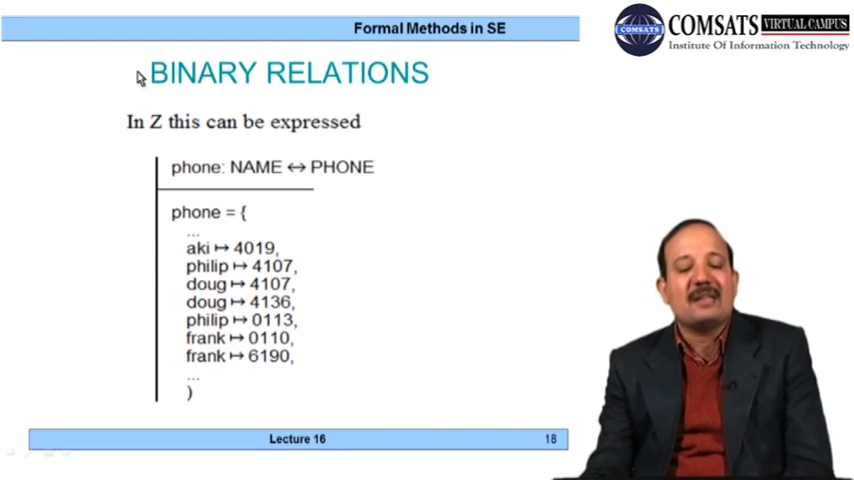 Formal Methods in SE
COMSATS
COMSATS VIRTUAL CAMPUS
Institute Of Information Technology
BINARY RELATIONS
In Z this can be expressed
phone: NAME ↔ PHONE
phone = {
...
aki ↦ 4019,
philip ↦ 4107,
doug ↦ 4107,
doug ↦ 4136,
philip ↦ 0113,
frank ↦ 0110,
frank ↦ 6190,
...
)
Lecture 16
18